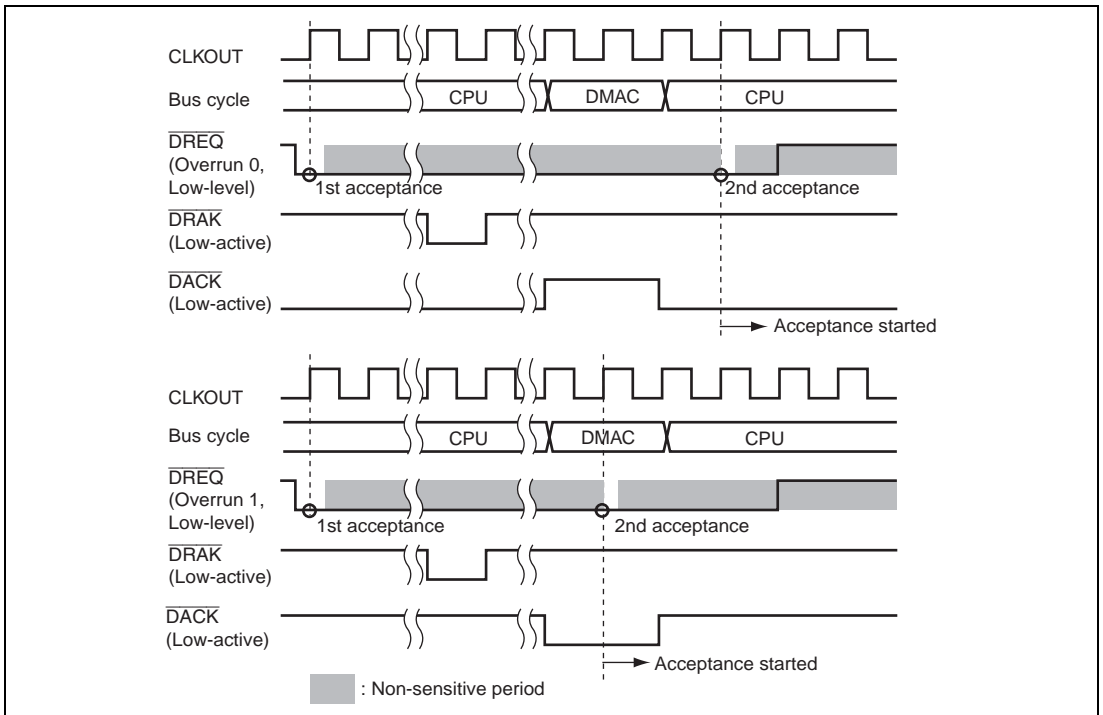 CLKOUT
Bus cycle CPU DMAC CPU
DREQ
(Overrun 0,
Low-level) 1st acceptance 2nd acceptance
DRAK
(Low-active)
DACK
(Low-active)
Acceptance started
CLKOUT
Bus cycle CPU DMAC CPU
DREQ
(Overrun 1,
Low-level) 1st acceptance 2nd acceptance
DRAK
(Low-active)
DACK
(Low-active)
Acceptance started
: Non-sensitive period